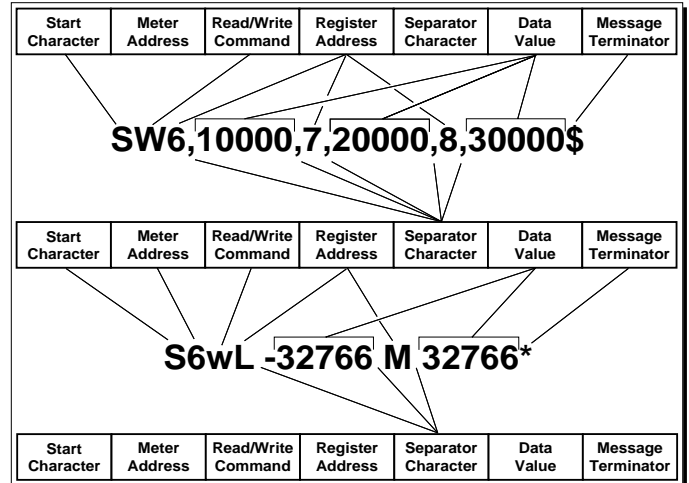 Start Character Meter Address Read/Write Command Register Address Separator Character Data Value Message Terminator
SW6,10000,7,20000,8,30000$
Start Character Meter Address Read/Write Command Register Address Separator Character Data Value Message Terminator
S6wL -32766 M 32766*
Start Character Meter Address Read/Write Command Register Address Separator Character Data Value Message Terminator